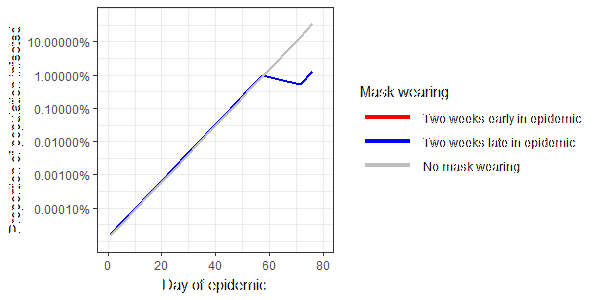 Proportion of population infected
10.00000%
1.00000%
0.10000%
0.01000%
0.00100%
0.00010%
0
20
40
60
80
Day of epidemic
Mask wearing
Two weeks early in epidemic
Two weeks late in epidemic
No mask wearing